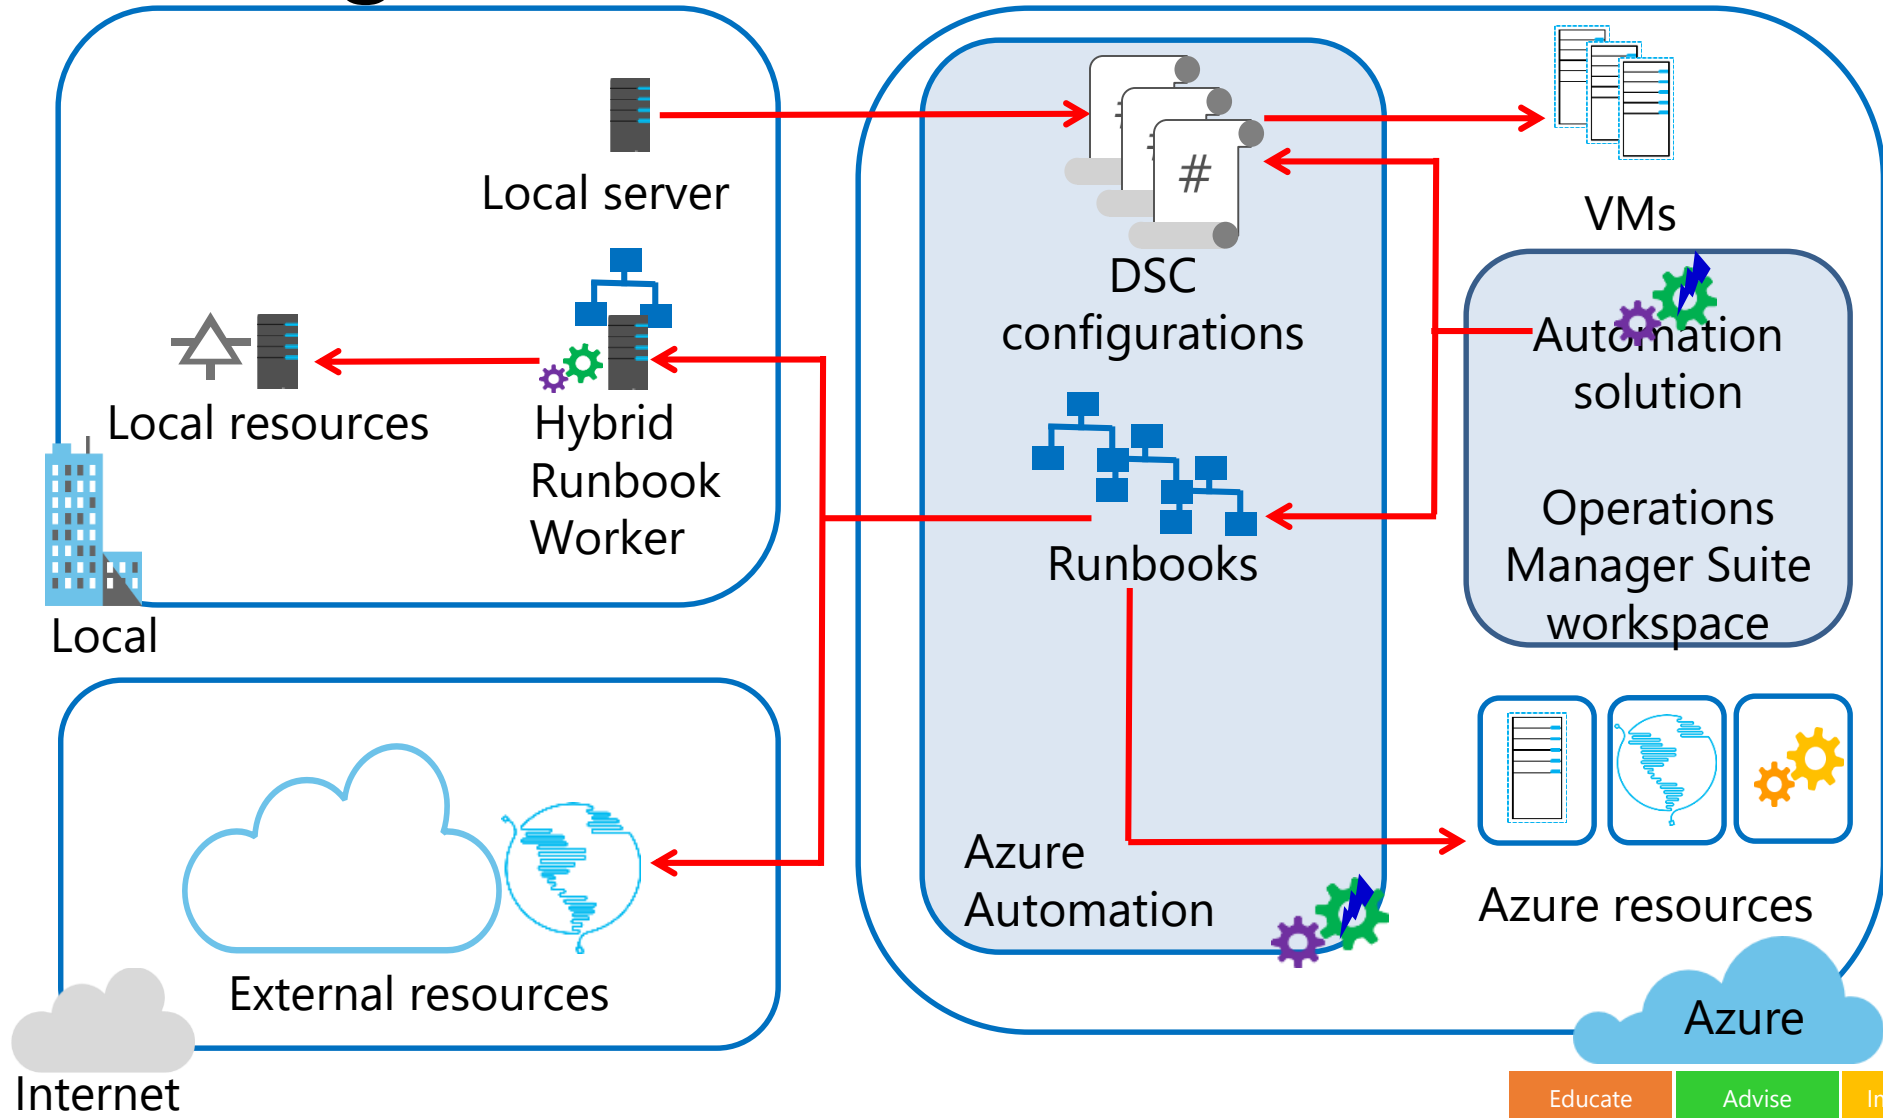 Local server
Local resources
Hybrid
Runbook
Worker
Local
External resources
Internet
#
DSC
configurations
Runbooks
Azure
Automation
VMs
Automation
solution
Operations
Manager Suite
workspace
Azure resources
Azure
Educate
Advise